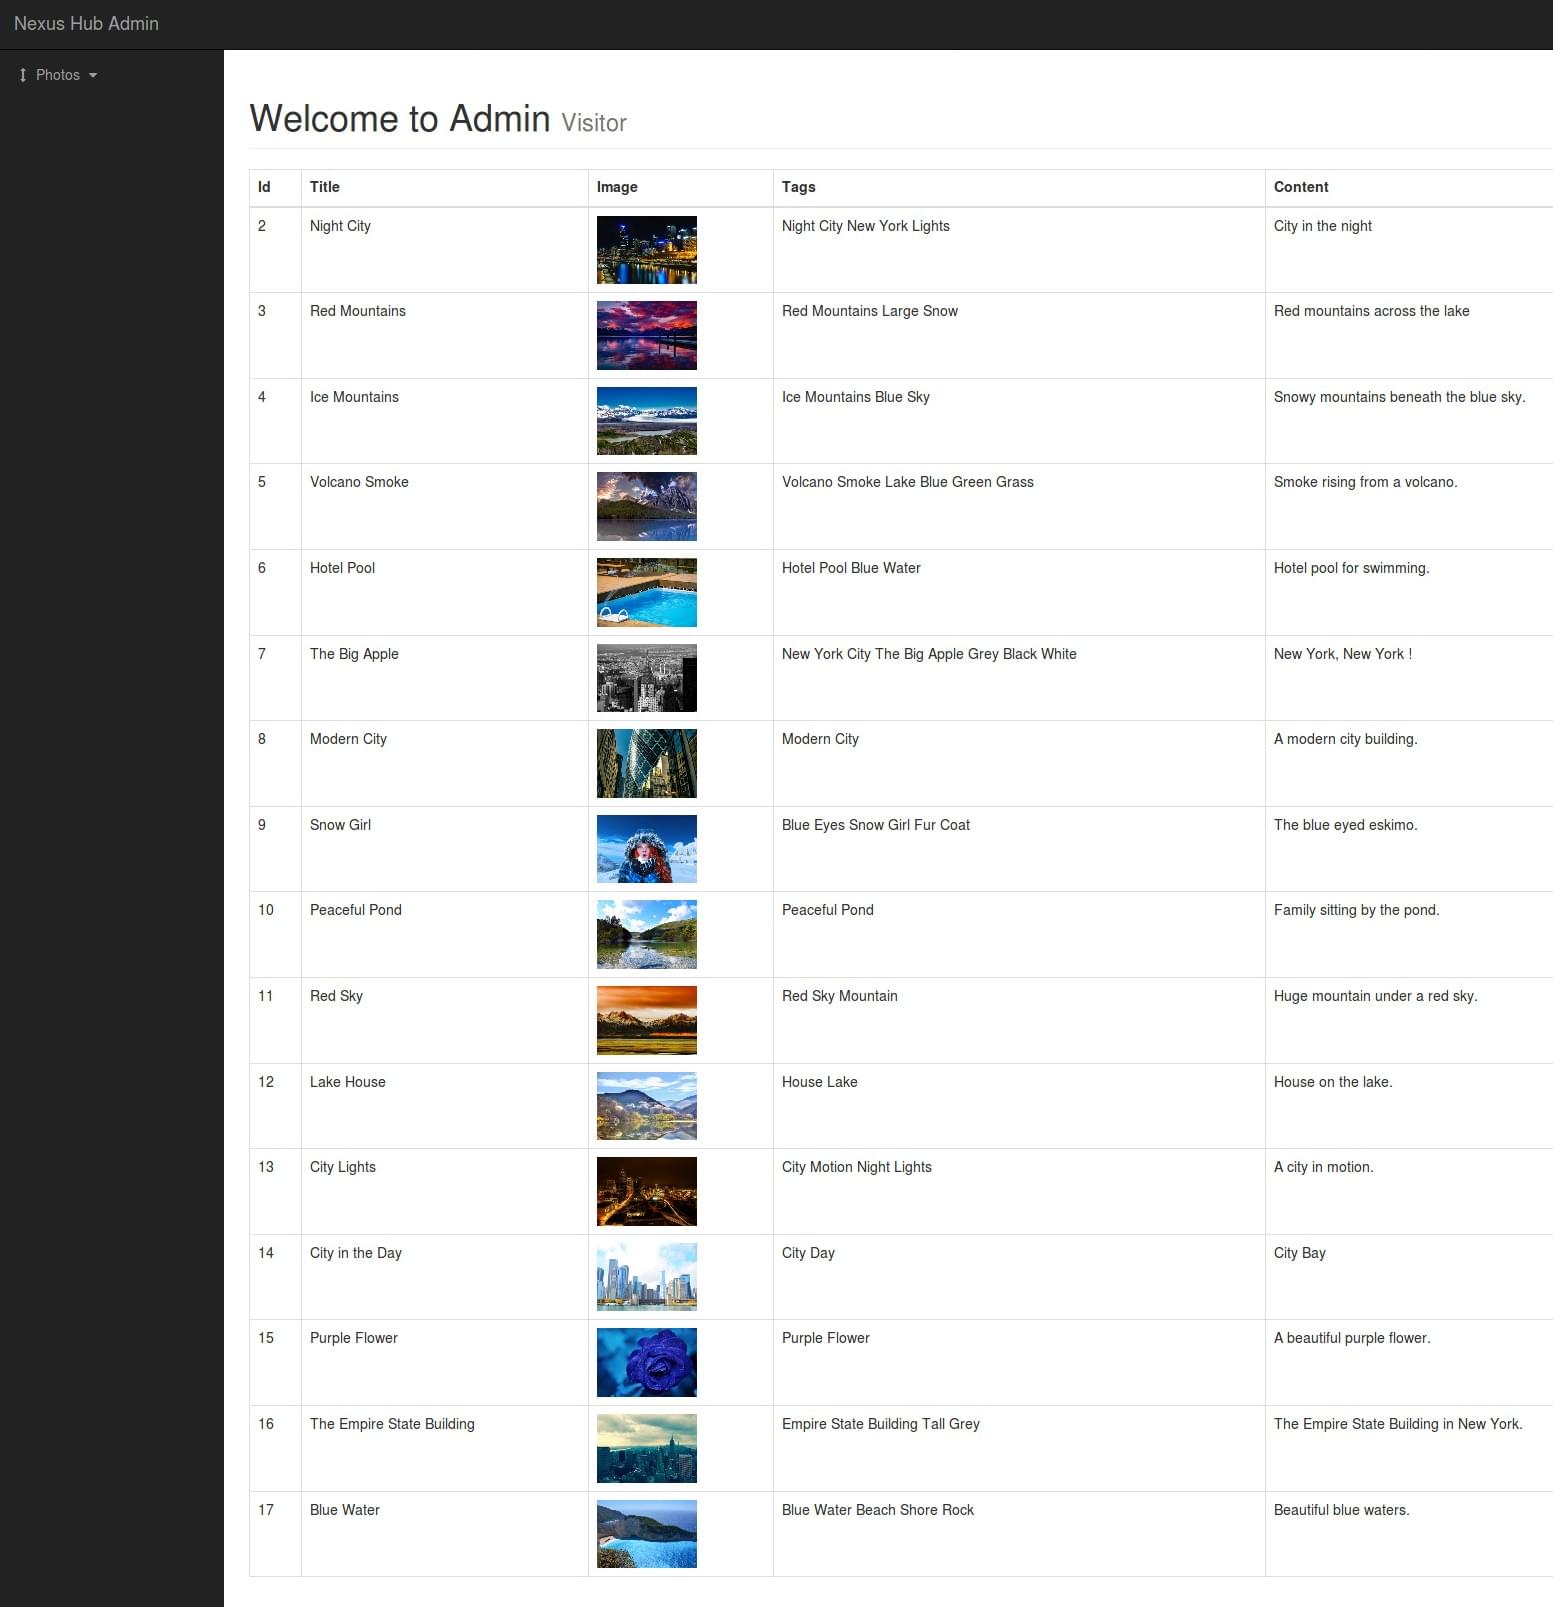 Nexus Hub Admin
Photos
Welcome to Admin Visitor
Id Title Image Tags Content
2 Night City Night City New York Lights City in the night
3 Red Mountains Red Mountains Large Snow Red mountains across the lake
4 Ice Mountains Ice Mountains Blue Sky Snowy mountains beneath the blue sky.
5 Volcano Smoke Volcano Smoke Lake Blue Green Grass Smoke rising from a volcano.
6 Hotel Pool Hotel Pool Blue Water Hotel pool for swimming.
7 The Big Apple New York City The Big Apple Grey Black White New York, New York !
8 Modern City Modern City A modern city building.
9 Snow Girl Blue Eyes Snow Girl Fur Coat The blue eyed eskimo.
10 Peaceful Pond Peaceful Pond Family sitting by the pond.
11 Red Sky Red Sky Mountain Huge mountain under a red sky.
12 Lake House House Lake House on the lake.
13 City Lights City Motion Night Lights A city in motion.
14 City in the Day City Day City Bay
15 Purple Flower Purple Flower A beautiful purple flower.
16 The Empire State Building Empire State Building Tall Grey The Empire State Building in New York.
17 Blue Water Blue Water Beach Shore Rock Beautiful blue waters.